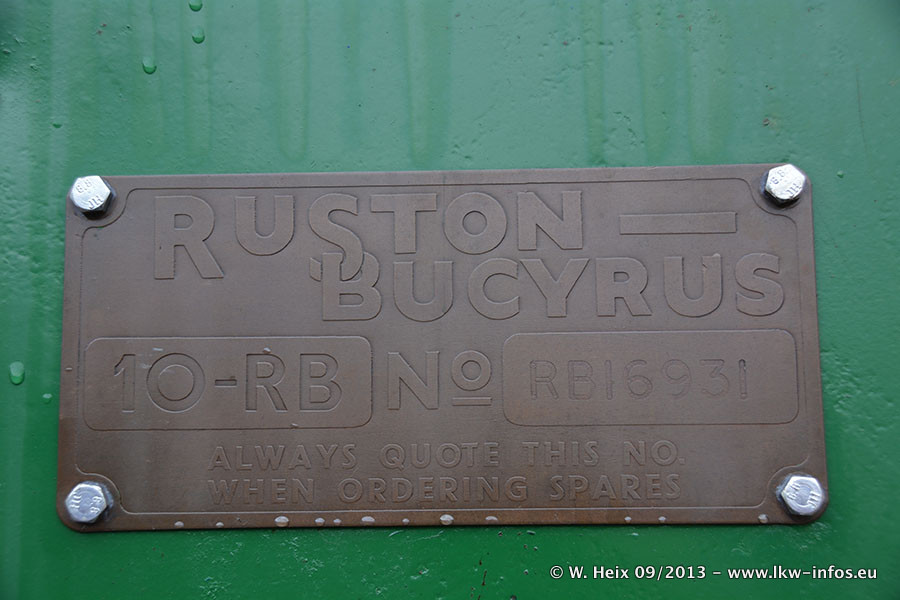 RUSTON-
BUCYRUS
10-RB No RB16931
ALWAYS QUOTE THIS NO.
WHEN ORDERING SPARES
© W. Heix 09/2013 - www.lkw-infos.eu